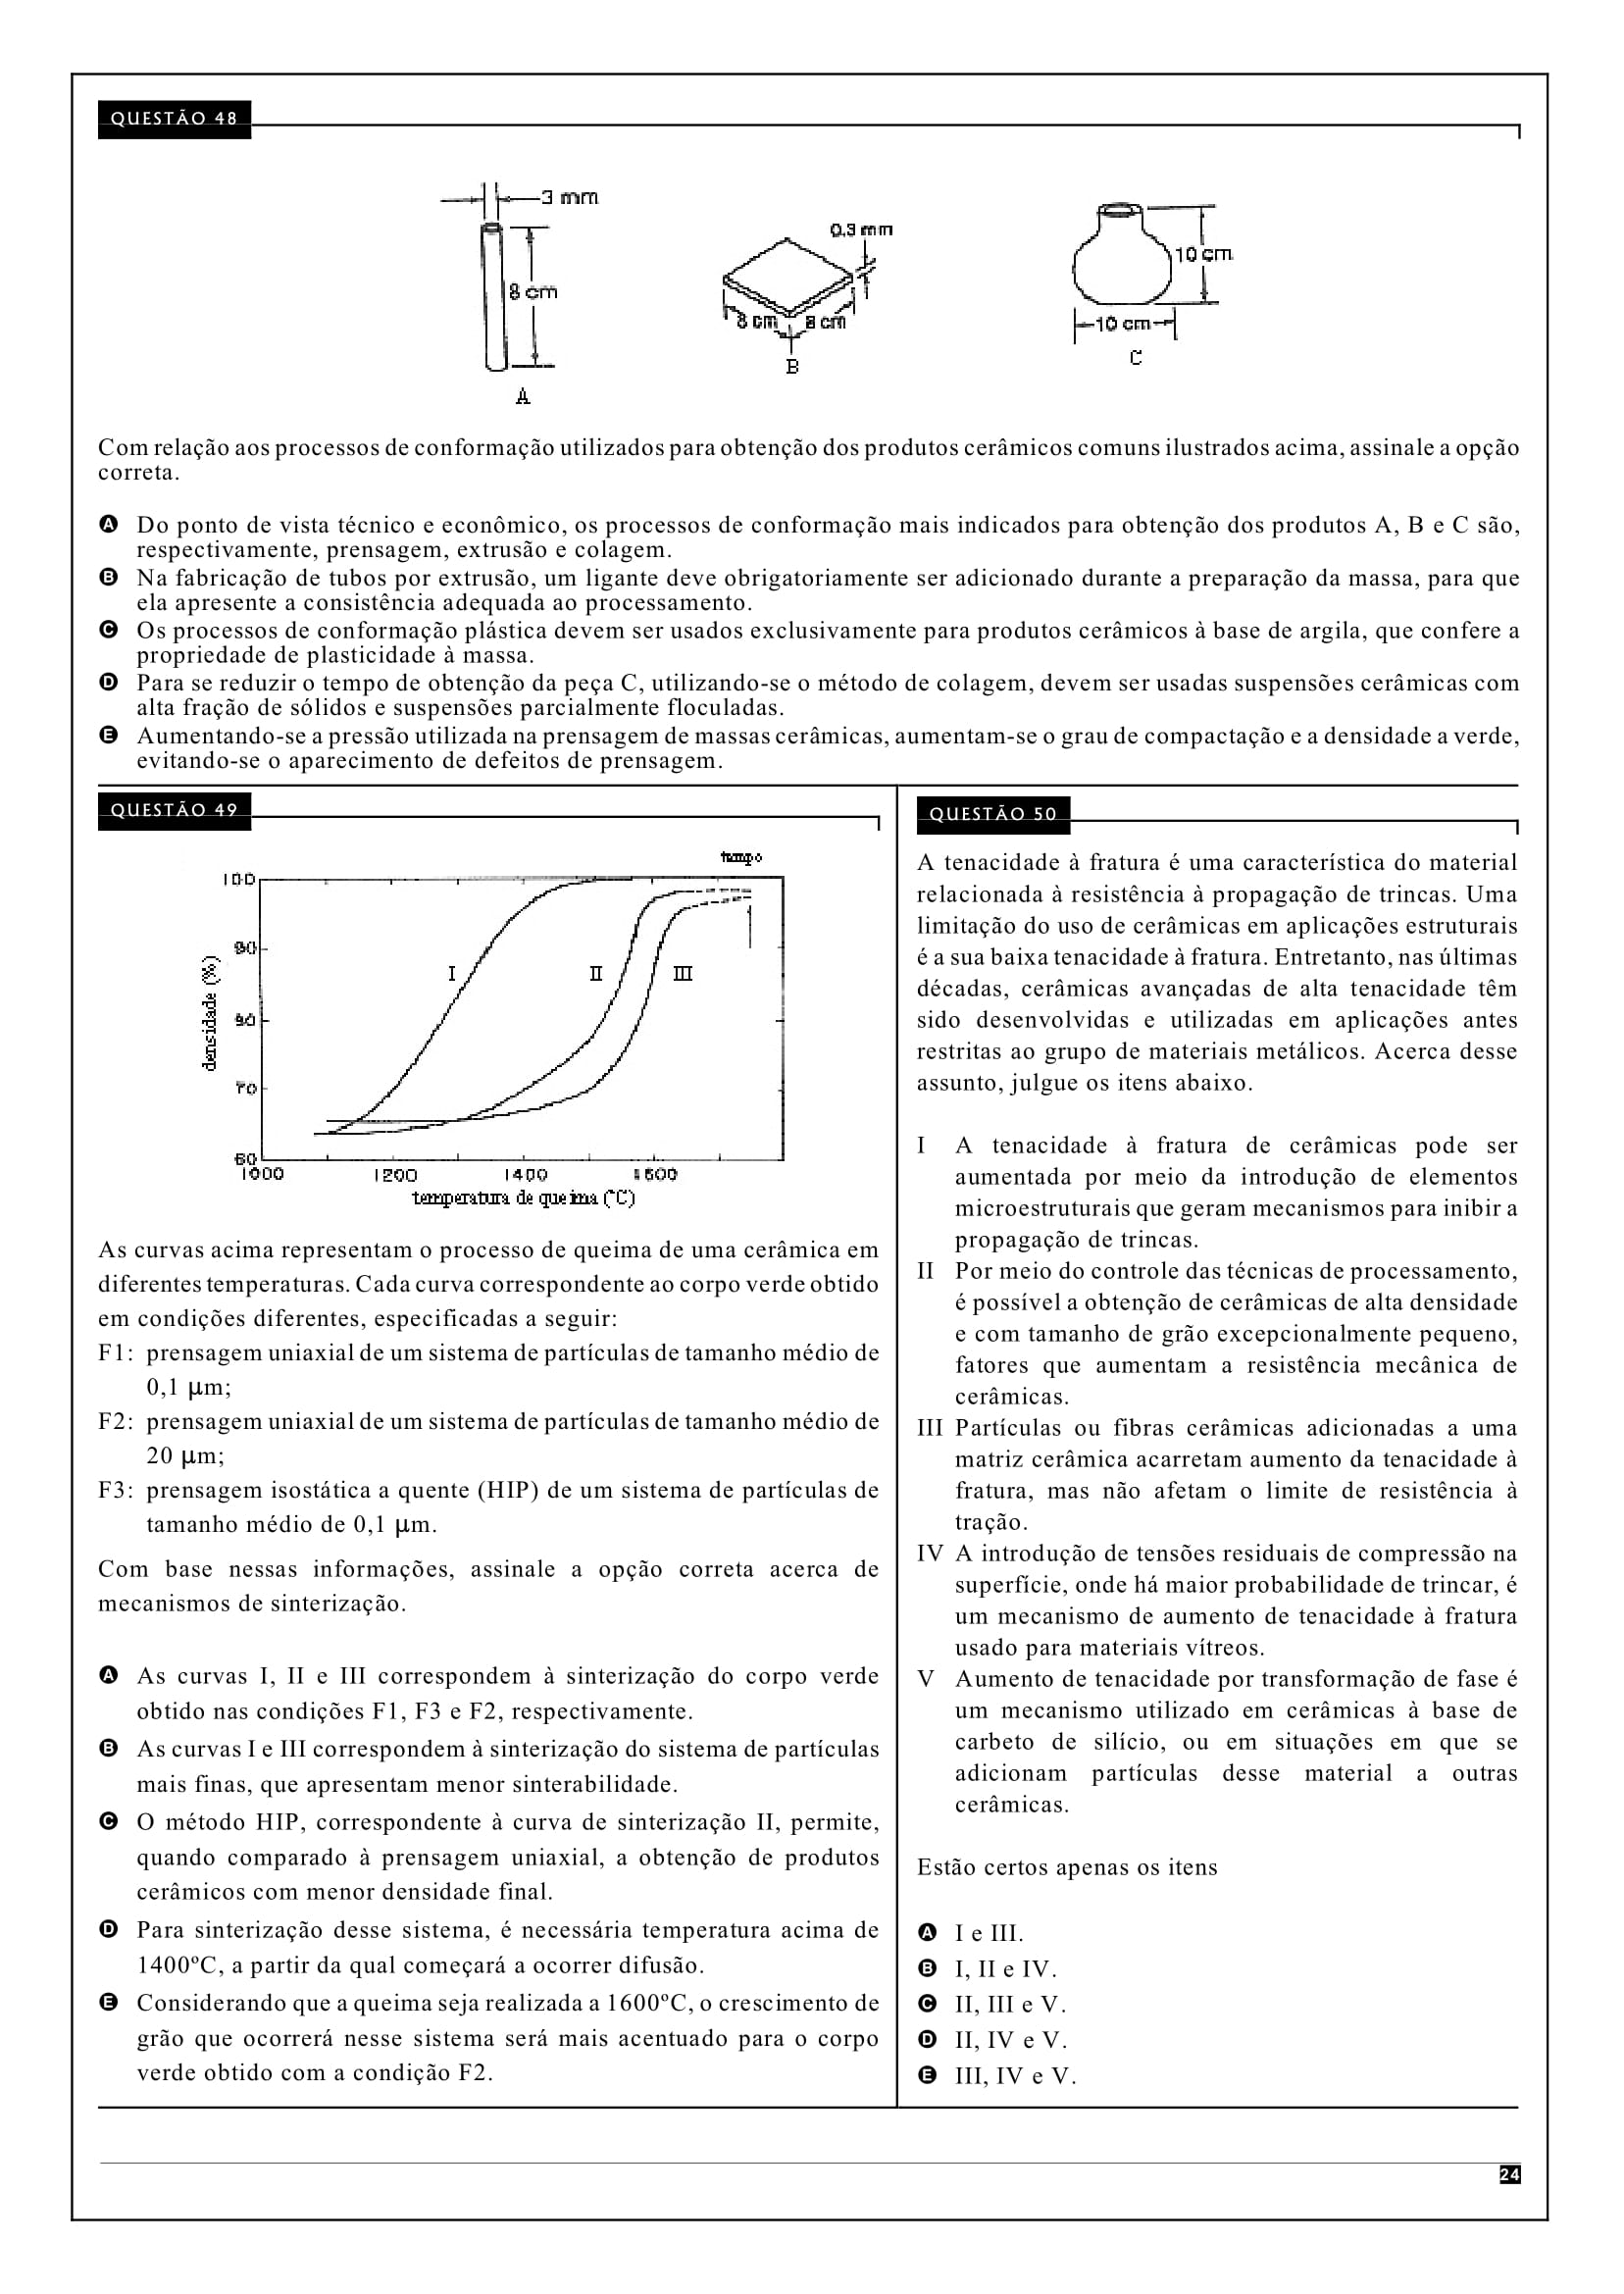 QUESTÃO 48
3 mm
8 cm
A
0.3 mm
8 cm
8 cm
B
10 cm
10 cm
C
Com relação aos processos de conformação utilizados para obtenção dos produtos cerâmicos comuns ilustrados acima, assinale a opção
correta.
A Do ponto de vista técnico e econômico, os processos de conformação mais indicados para obtenção dos produtos A, B e C são,
respectivamente, prensagem, extrusão e colagem.
B Na fabricação de tubos por extrusão, um ligante deve obrigatoriamente ser adicionado durante a preparação da massa, para que
ela apresente a consistência adequada ao processamento.
C Os processos de conformação plástica devem ser usados exclusivamente para produtos cerâmicos à base de argila, que confere a
propriedade de plasticidade à massa.
D Para se reduzir o tempo de obtenção da peça C, utilizando-se o método de colagem, devem ser usadas suspensões cerâmicas com
alta fração de sólidos e suspensões parcialmente floculadas.
E Aumentando-se a pressão utilizada na prensagem de massas cerâmicas, aumentam-se o grau de compactação e a densidade a verde,
evitando-se o aparecimento de defeitos de prensagem.
QUESTÃO 49
tempo
100
90
I
II
III
90
70
60
densidade (%)
1000
1200
1400
1600
temperatura de queima (°C)
As curvas acima representam o processo de queima de uma cerâmica em
diferentes temperaturas. Cada curva correspondente ao corpo verde obtido
em condições diferentes, especificadas a seguir:
F1: prensagem uniaxial de um sistema de partículas de tamanho médio de
0,1 μm;
F2: prensagem uniaxial de um sistema de partículas de tamanho médio de
20 μm;
F3: prensagem isostática a quente (HIP) de um sistema de partículas de
tamanho médio de 0,1 μm.
Com base nessas informações, assinale a opção correta acerca de
mecanismos de sinterização.
A As curvas I, II e III correspondem à sinterização do corpo verde
obtido nas condições F1, F3 e F2, respectivamente.
B As curvas I e III correspondem à sinterização do sistema de partículas
mais finas, que apresentam menor sinterabilidade.
C O método HIP, correspondente à curva de sinterização II, permite,
quando comparado à prensagem uniaxial, a obtenção de produtos
cerâmicos com menor densidade final.
D Para sinterização desse sistema, é necessária temperatura acima de
1400ºC, a partir da qual começará a ocorrer difusão.
E Considerando que a queima seja realizada a 1600ºC, o crescimento de
grão que ocorrerá nesse sistema será mais acentuado para o corpo
verde obtido com a condição F2.
QUESTÃO 50
A tenacidade à fratura é uma característica do material
relacionada à resistência à propagação de trincas. Uma
limitação do uso de cerâmicas em aplicações estruturais
é a sua baixa tenacidade à fratura. Entretanto, nas últimas
décadas, cerâmicas avançadas de alta tenacidade têm
sido desenvolvidas e utilizadas em aplicações antes
restritas ao grupo de materiais metálicos. Acerca desse
assunto, julgue os itens abaixo.
I A tenacidade à fratura de cerâmicas pode ser
aumentada por meio da introdução de elementos
microestruturais que geram mecanismos para inibir a
propagação de trincas.
II Por meio do controle das técnicas de processamento,
é possível a obtenção de cerâmicas de alta densidade
e com tamanho de grão excepcionalmente pequeno,
fatores que aumentam a resistência mecânica de
cerâmicas.
III Partículas ou fibras cerâmicas adicionadas a uma
matriz cerâmica acarretam aumento da tenacidade à
fratura, mas não afetam o limite de resistência à
tração.
IV A introdução de tensões residuais de compressão na
superfície, onde há maior probabilidade de trincar, é
um mecanismo de aumento de tenacidade à fratura
usado para materiais vítreos.
V Aumento de tenacidade por transformação de fase é
um mecanismo utilizado em cerâmicas à base de
carbeto de silício, ou em situações em que se
adicionam partículas desse material a outras
cerâmicas.
Estão certos apenas os itens
A I e III.
B I, II e IV.
C II, III e V.
D II, IV e V.
E III, IV e V.
24